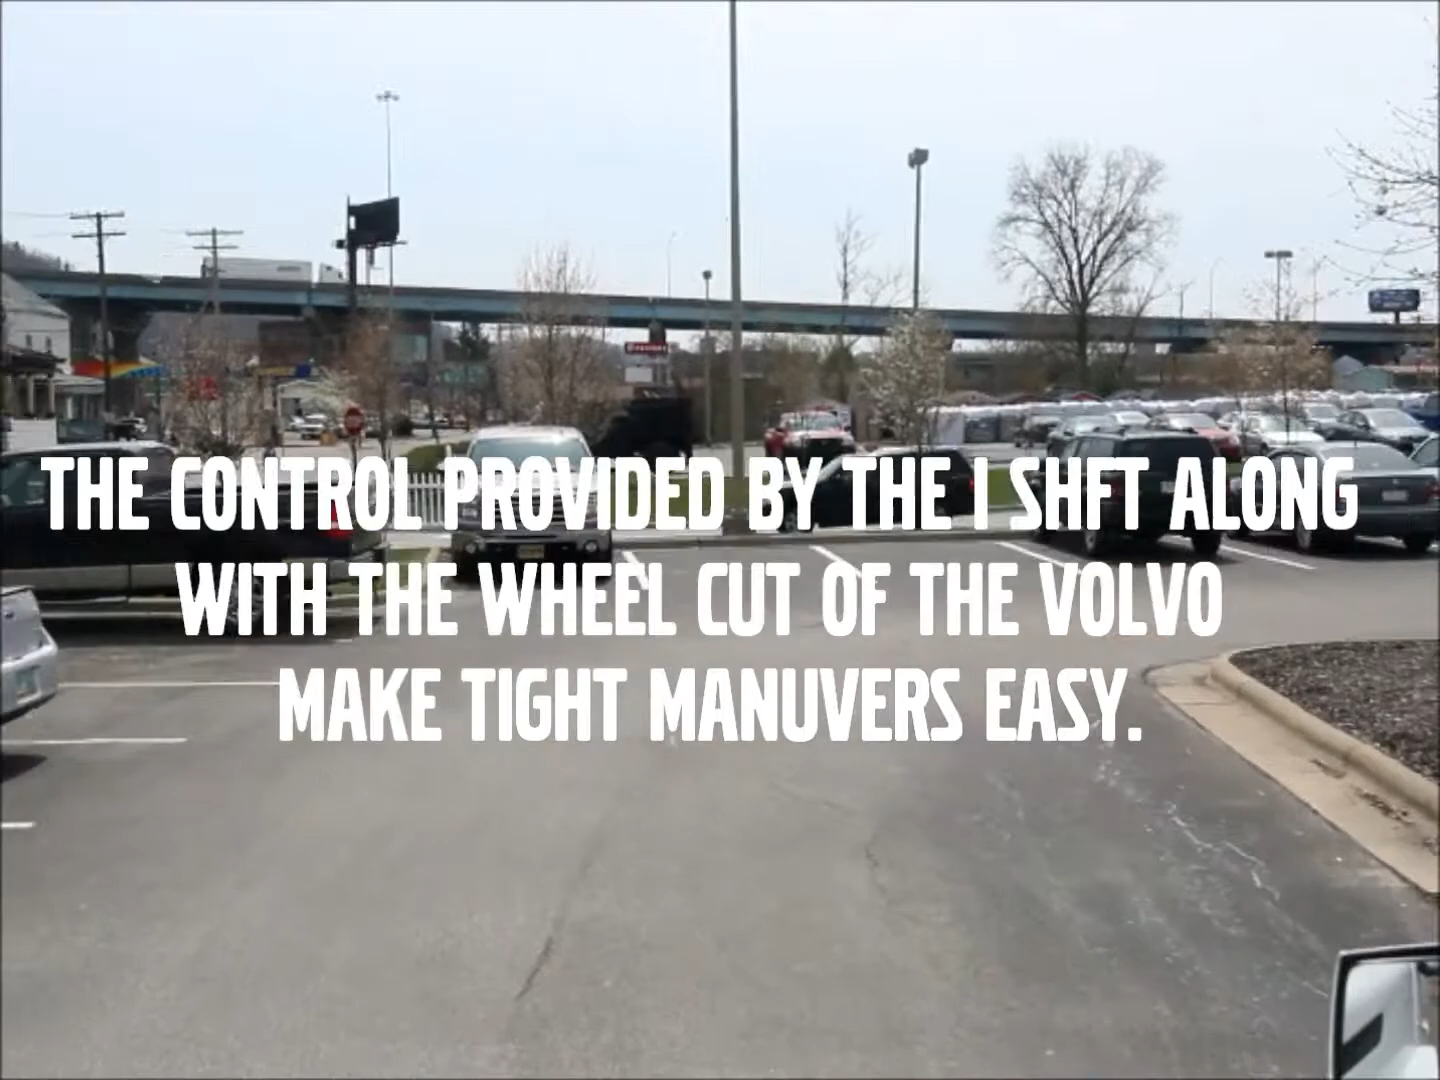 THE CONTROL PROVIDED BY THE I SHFT ALONG
WITH THE WHEEL CUT OF THE VOLVO
MAKE TIGHT MANUVERS EASY.